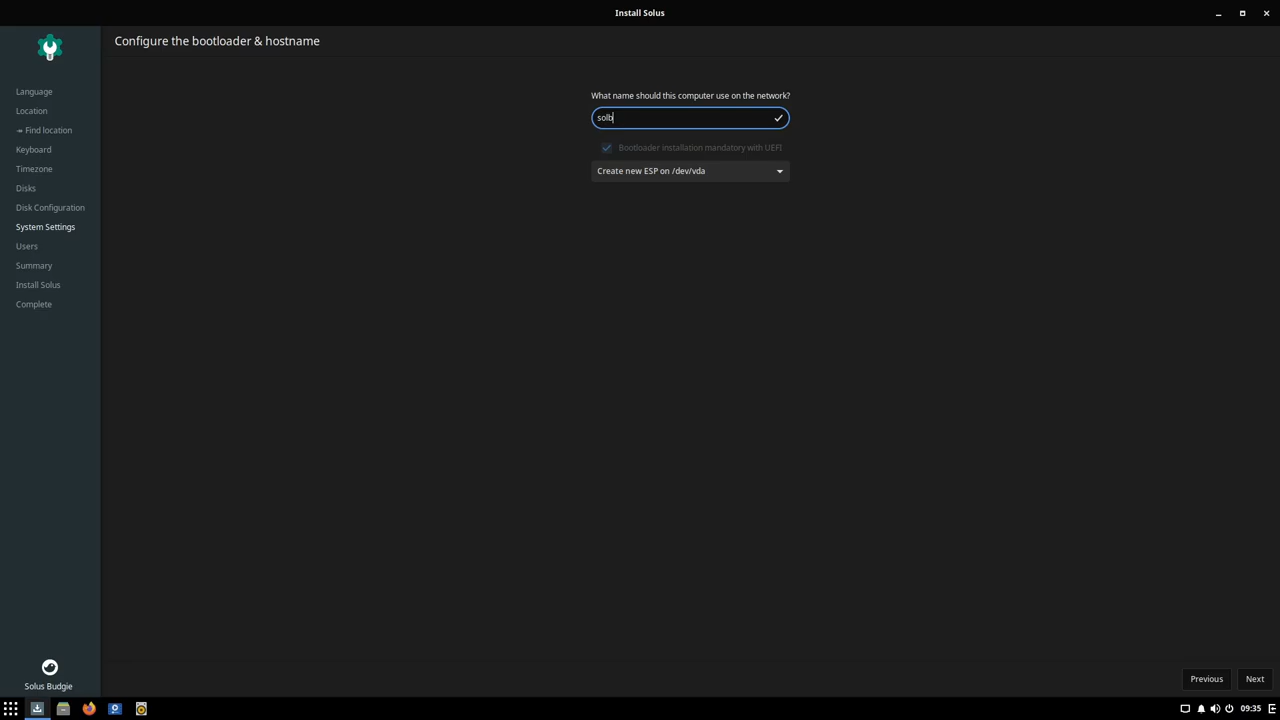 Install Solus
Configure the bootloader & hostname
Language
Location
↠ Find location
Keyboard
Timezone
Disks
Disk Configuration
System Settings
Users
Summary
Install Solus
Complete
What name should this computer use on the network?
solb
Bootloader installation mandatory with UEFI
Create new ESP on /dev/vda
Solus Budgie
Previous
Next
09:35